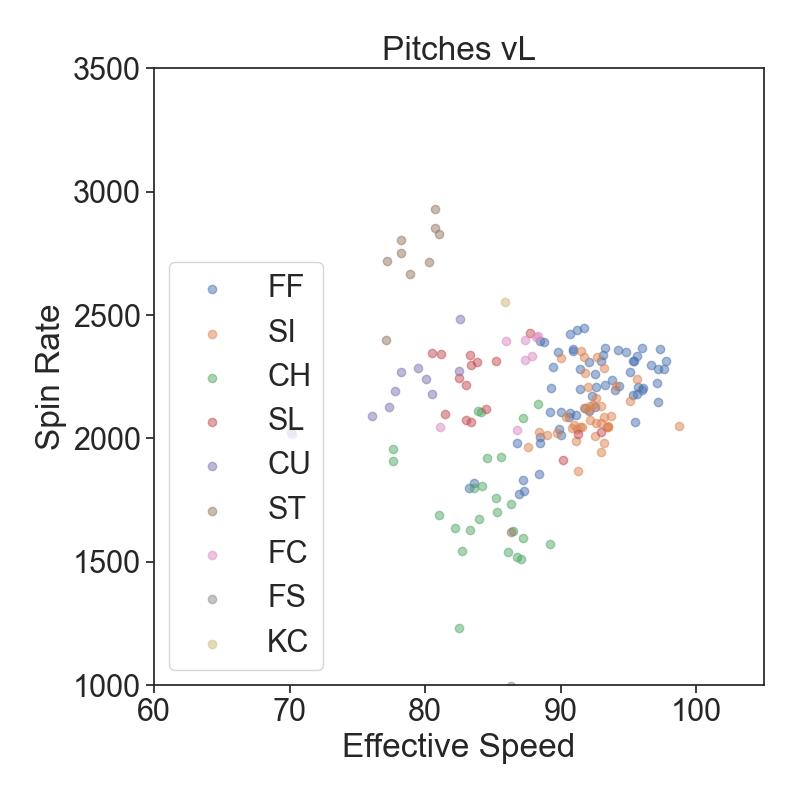 Pitches vL
3500
3000
2500
2000
1500
1000
Spin Rate
FF
SI
CH
SL
CU
ST
FC
FS
KC
60 70 80 90 100
Effective Speed